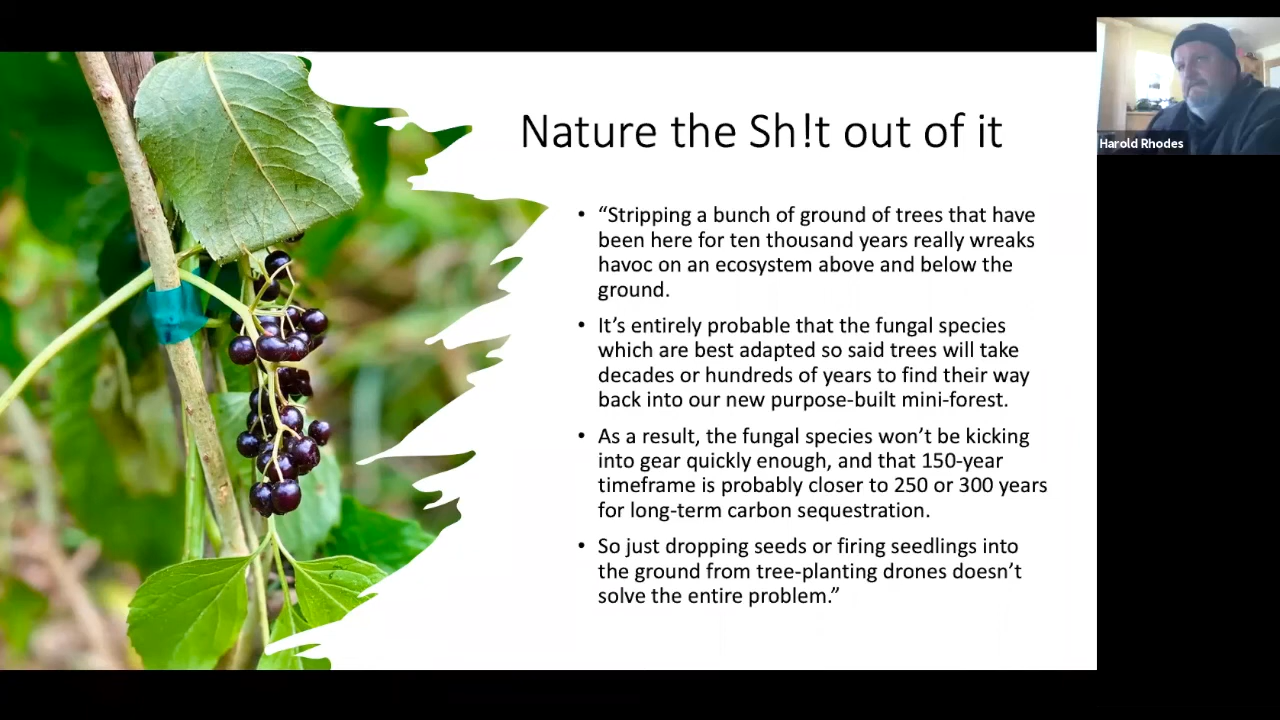 Nature the Sh!t out of it
• “Stripping a bunch of ground of trees that have
been here for ten thousand years really wreaks
havoc on an ecosystem above and below the
ground.
• It’s entirely probable that the fungal species
which are best adapted so said trees will take
decades or hundreds of years to find their way
back into our new purpose-built mini-forest.
• As a result, the fungal species won’t be kicking
into gear quickly enough, and that 150-year
timeframe is probably closer to 250 or 300 years
for long-term carbon sequestration.
• So just dropping seeds or firing seedlings into
the ground from tree-planting drones doesn’t
solve the entire problem.”
Harold Rhodes